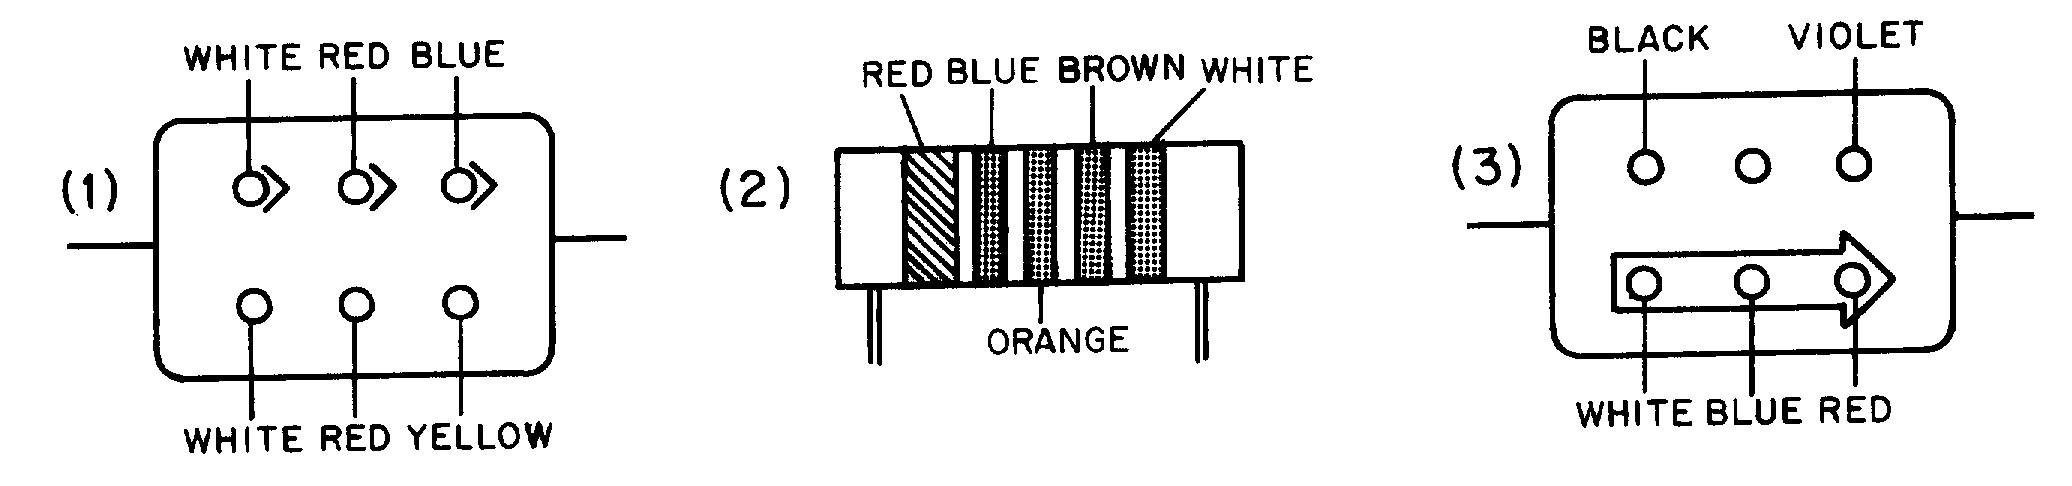 (1)
WHITE RED BLUE
WHITE RED YELLOW
(2)
RED BLUE BROWN WHITE
ORANGE
(3)
BLACK VIOLET
WHITE BLUE RED